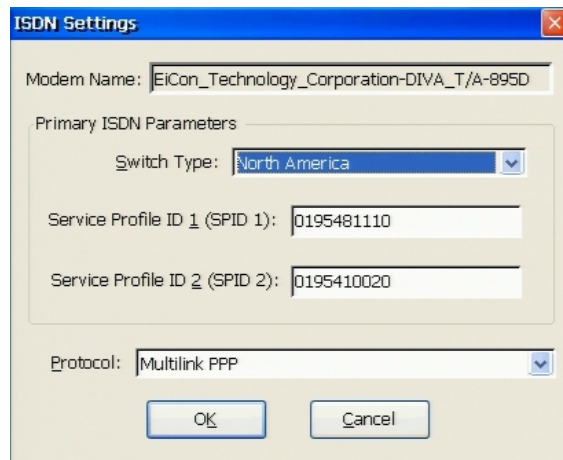 ISDN Settings
Modem Name: EiCon_Technology_Corporation-DIVA_T/A-895D
Primary ISDN Parameters
Switch Type: North America
Service Profile ID 1 (SPID 1): 0195481110
Service Profile ID 2 (SPID 2): 0195410020
Protocol: Multilink PPP
OK Cancel